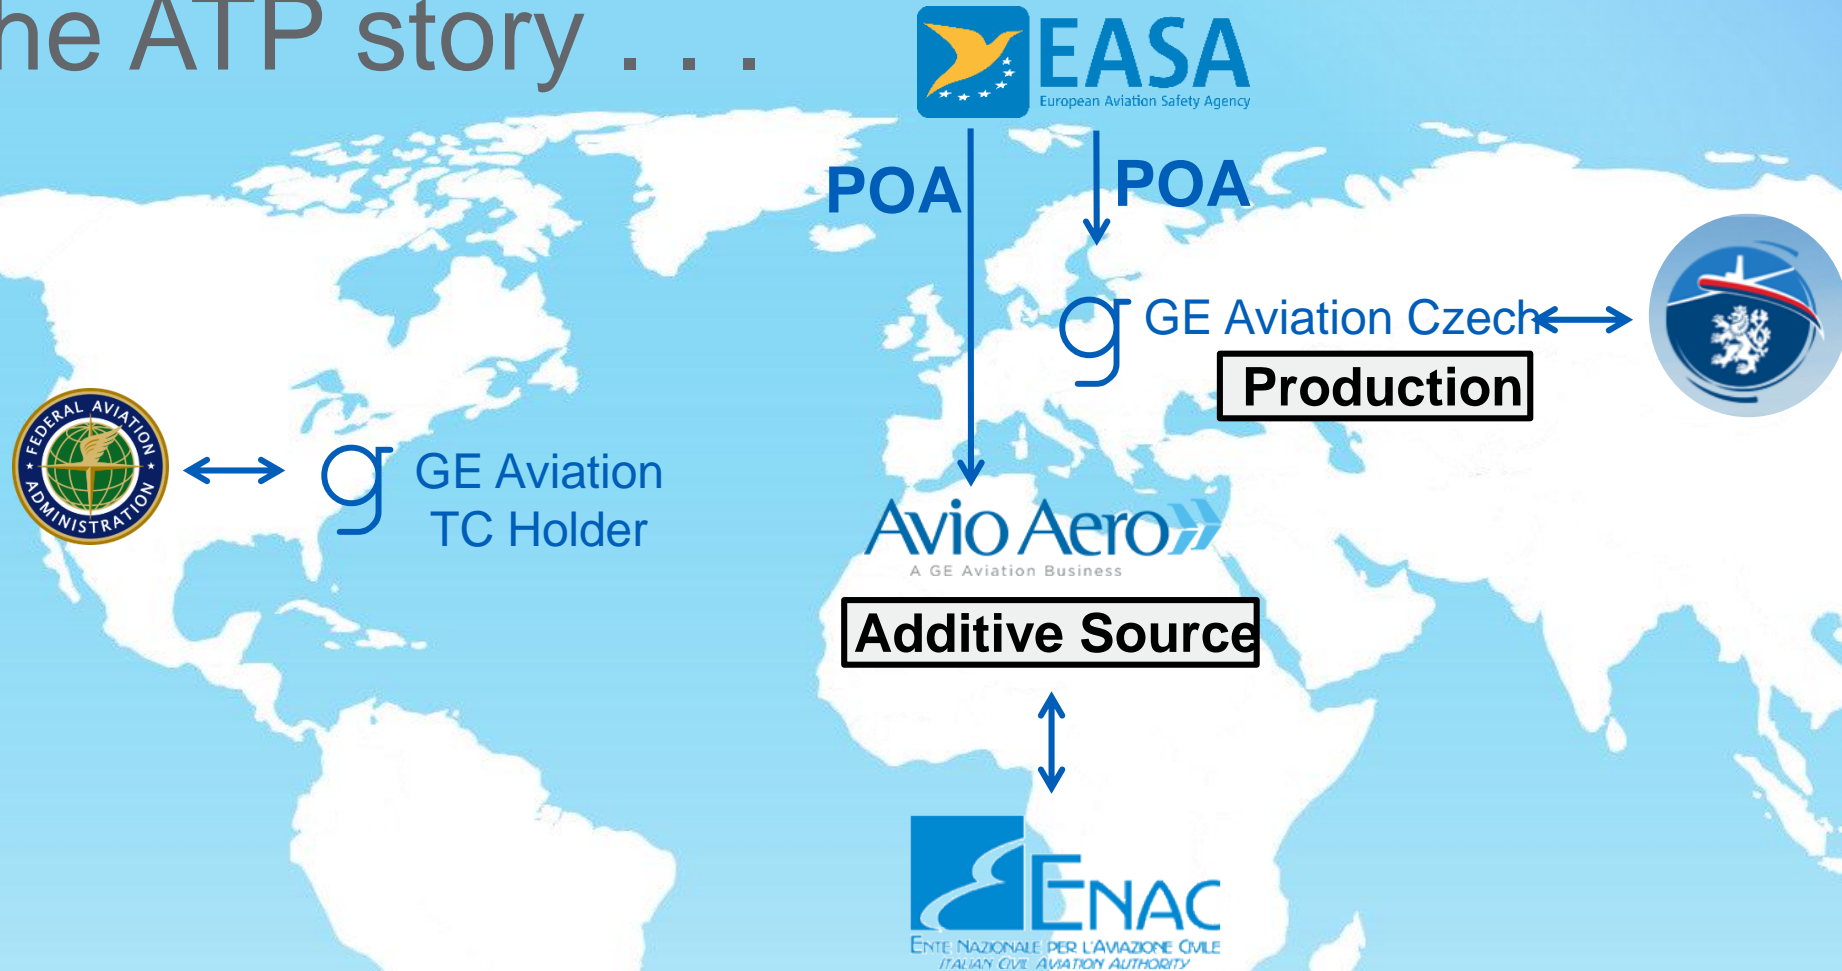 he ATP story . . .
EASA
European Aviation Safety Agency
POA
POA
g GE Aviation Czech
Production
FEDERAL AVIATION
ADMINISTRATION
g GE Aviation
TC Holder
Avio Aero
A GE Aviation Business
Additive Source
ENAC
ENTE NAZIONALE PER L'AVIAZIONE CIVILE
ITALIAN CIVIL AVIATION AUTHORITY